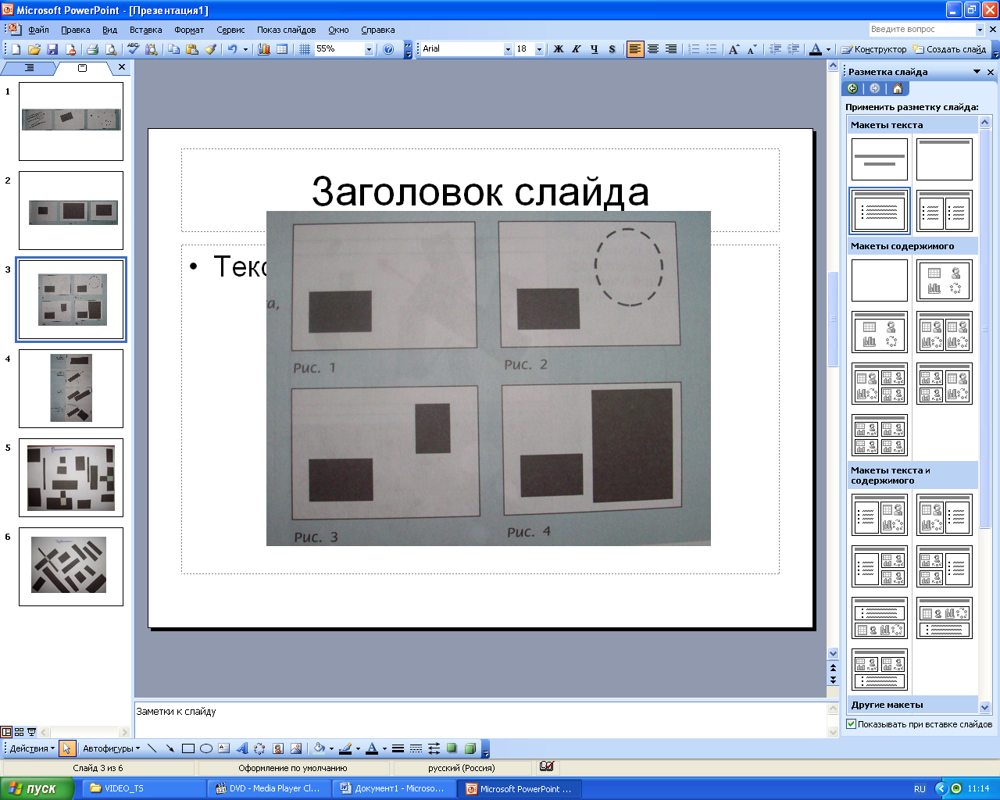 Microsoft PowerPoint - [Презентация1]
Файл Правка Вид Вставка Формат Сервис Показ слайдов Окно Справка
Введите вопрос
55% Arial 18 Ж К Ч S Конструктор Создать слайд
Разметка слайда
Применить разметку слайда:
Макеты текста
Макеты содержимого
Макеты текста и
содержимого
Другие макеты
Показывать при вставке слайдов
1
2
3
4
5
6
Заголовок слайда
• Текс
а,
Рис. 1
Рис. 2
Рис. 3
Рис. 4
Заметки к слайду
Действия Автофигуры
Слайд 3 из 6 Оформление по умолчанию русский (Россия)
пуск VIDEO_TS DVD - Media Player Cl... Документ1 - Microso... Microsoft PowerPoint ... RU 11:14